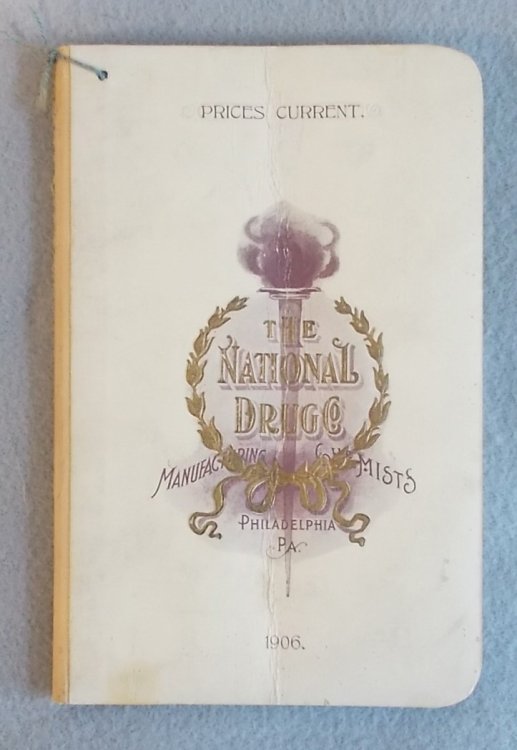 PRICES CURRENT.
THE
NATIONAL
DRUG Co
MANUFACTURING CHEMISTS
PHILADELPHIA
PA.
1906.